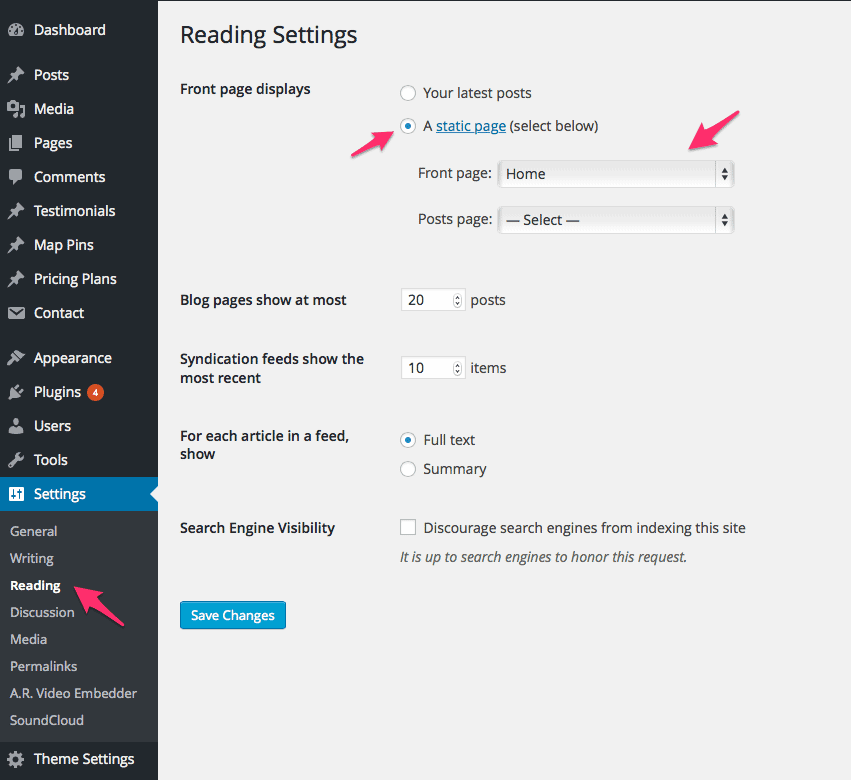 Dashboard
Posts
Media
Pages
Comments
Testimonials
Map Pins
Pricing Plans
Contact
Appearance
Plugins 4
Users
Tools
Settings
General
Writing
Reading
Discussion
Media
Permalinks
A.R. Video Embedder
SoundCloud
Theme Settings
Reading Settings
Front page displays
Your latest posts
A static page (select below)
Front page: Home
Posts page: — Select —
Blog pages show at most
20 posts
Syndication feeds show the
most recent
10 items
For each article in a feed,
show
Full text
Summary
Search Engine Visibility
Discourage search engines from indexing this site
It is up to search engines to honor this request.
Save Changes